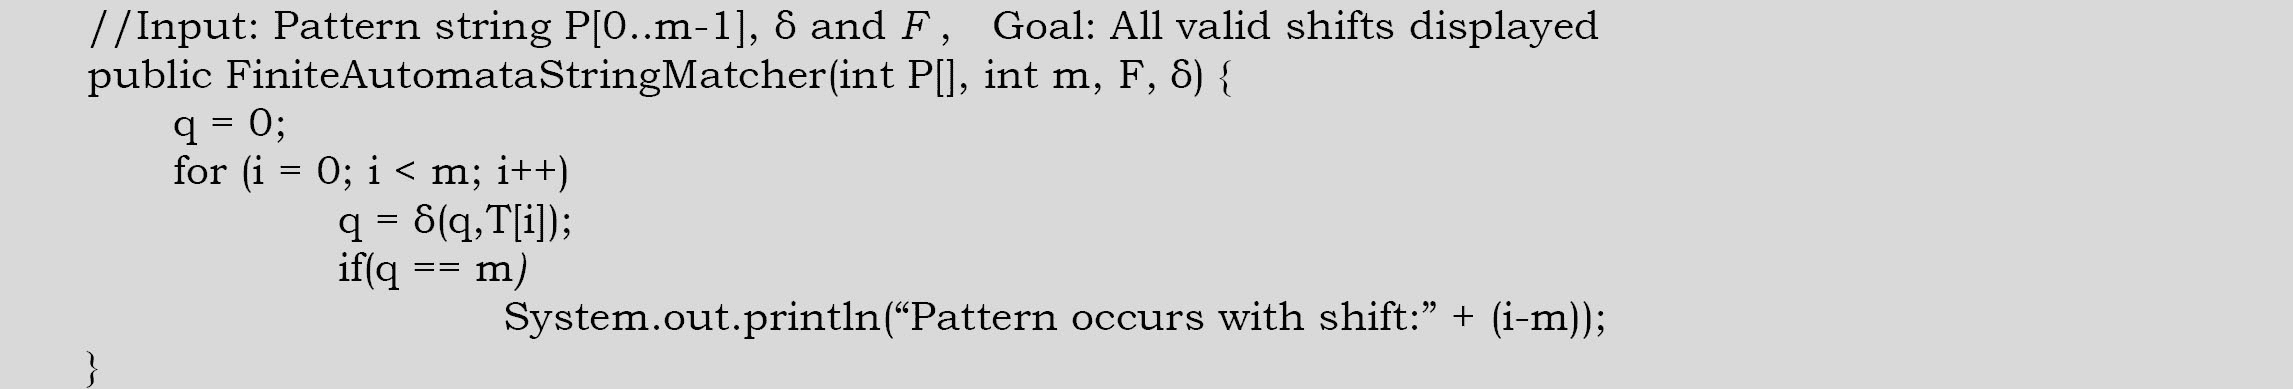 //Input: Pattern string P[0..m-1], δ and F , Goal: All valid shifts displayed
public FiniteAutomataStringMatcher(int P[], int m, F, δ) {
q = 0;
for (i = 0; i < m; i++)
q = δ(q,T[i]);
if(q == m)
System.out.println(“Pattern occurs with shift:” + (i-m));
}